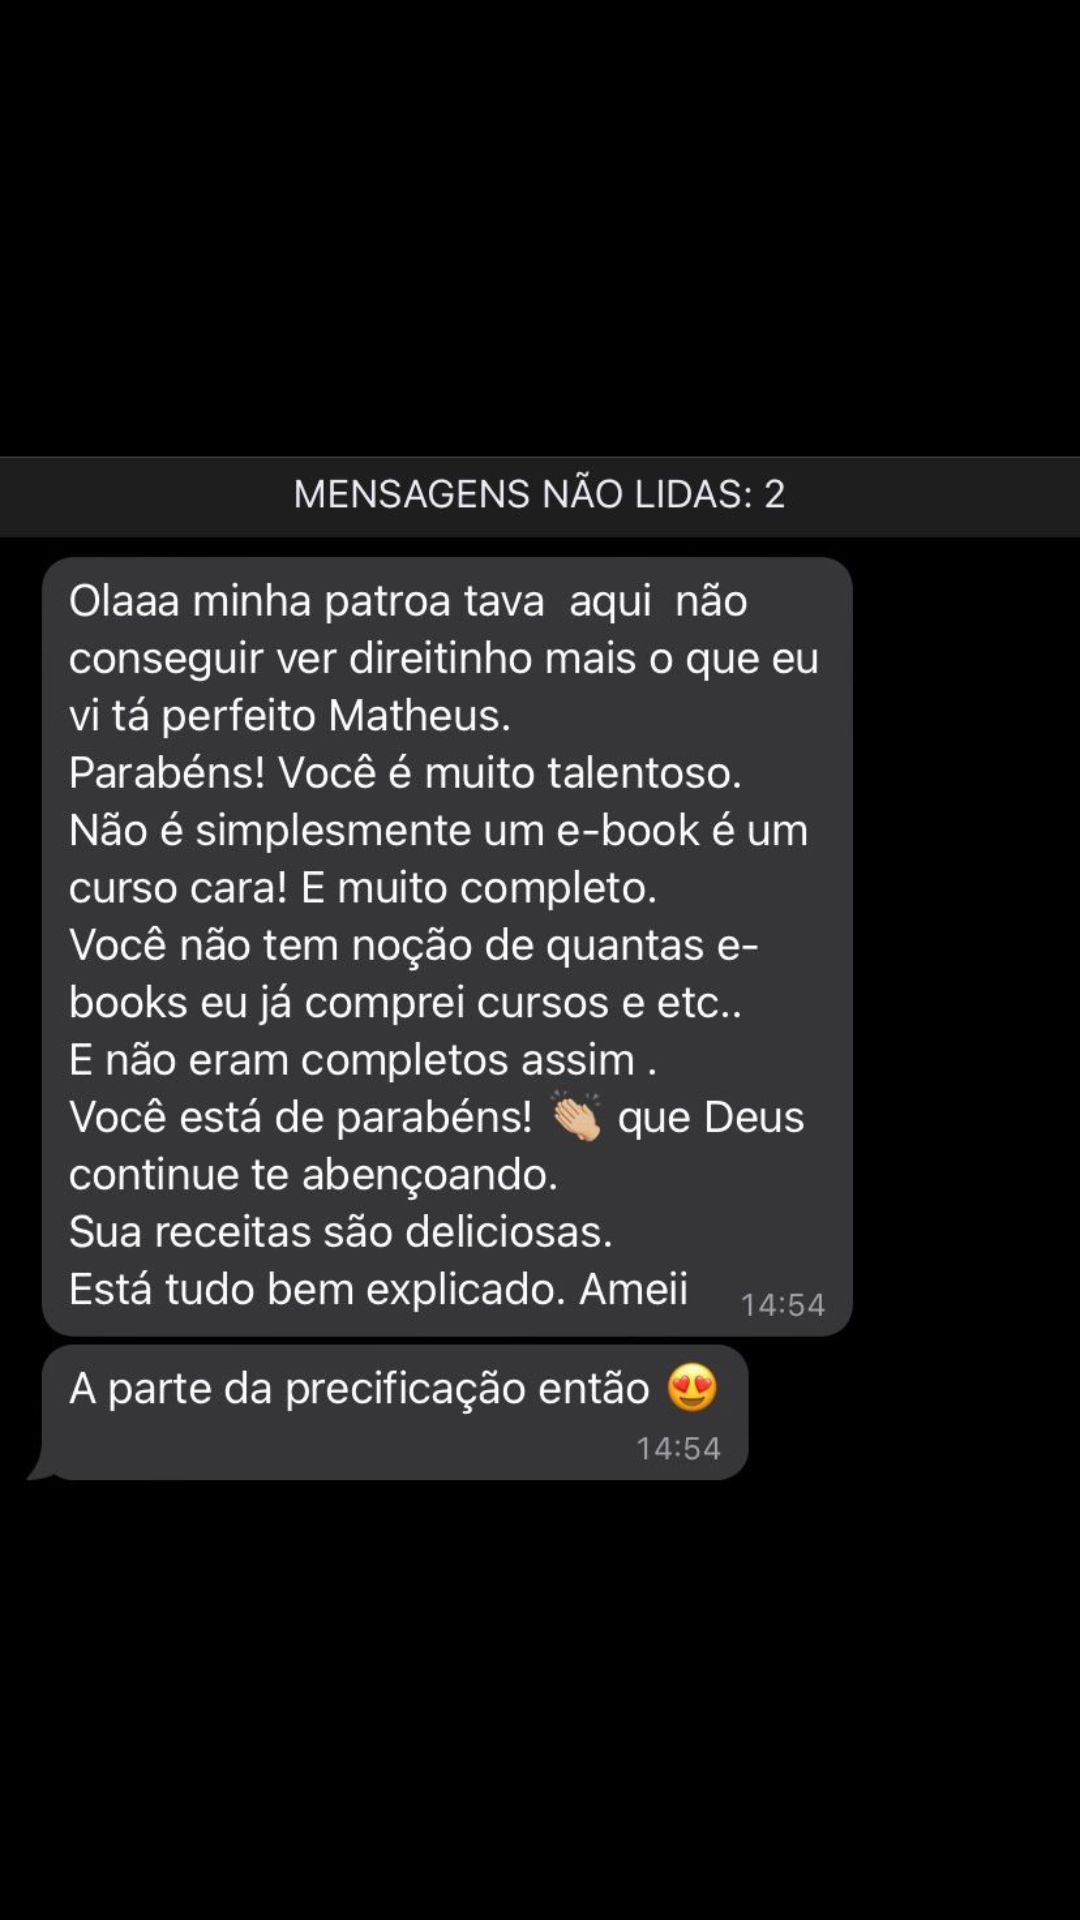 MENSAGENS NÃO LIDAS: 2
Olaaa minha patroa tava  aqui  não
conseguir ver direitinho mais o que eu
vi tá perfeito Matheus.
Parabéns! Você é muito talentoso.
Não é simplesmente um e-book é um
curso cara! E muito completo.
Você não tem noção de quantas e-
books eu já comprei cursos e etc..
E não eram completos assim .
Você está de parabéns! 👏🏼 que Deus
continue te abençoando.
Sua receitas são deliciosas.
Está tudo bem explicado. Ameii
14:54
A parte da precificação então 😍
14:54